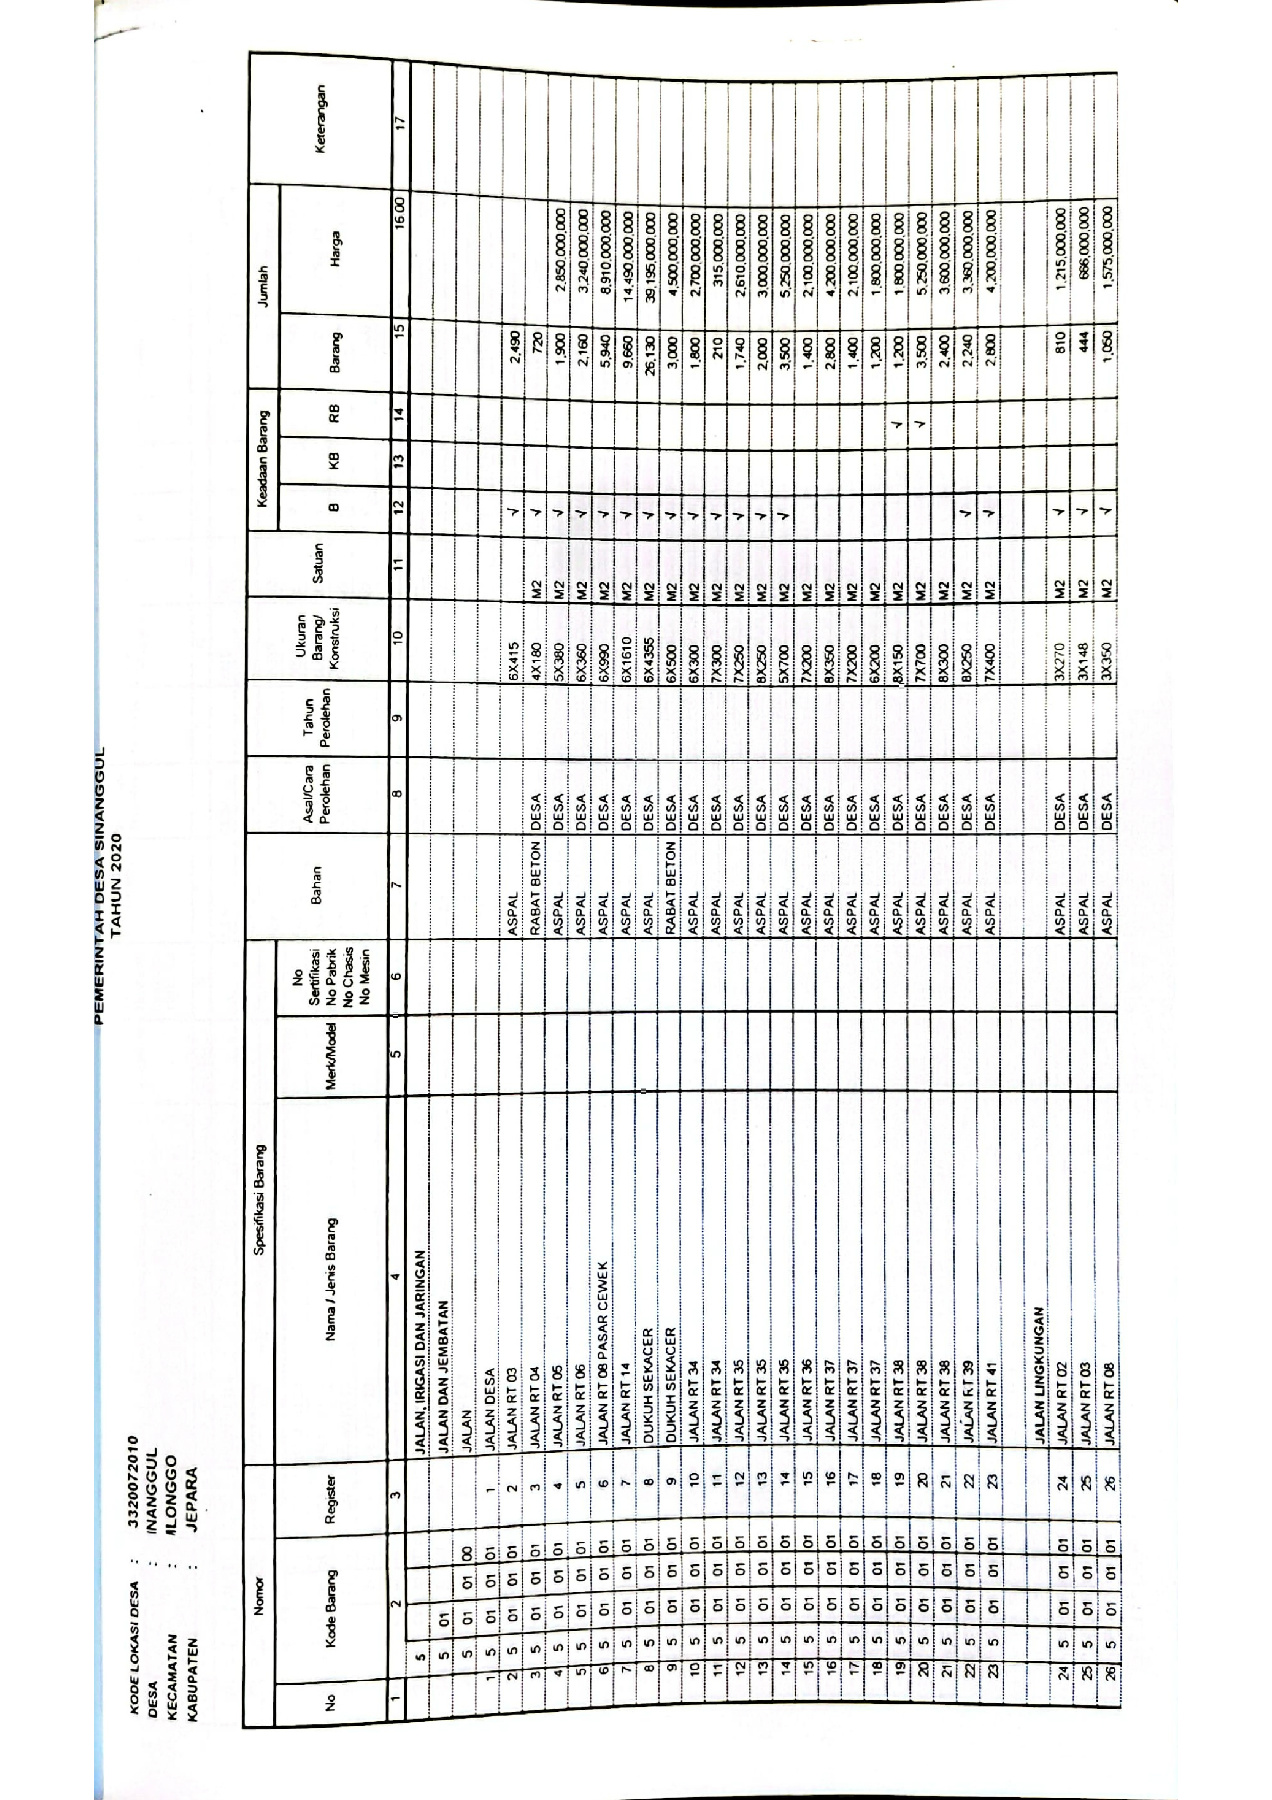 PEMERINTAH DESA SINANGGUL
TAHUN 2020
KODE LOKASI DESA : 3320072010
DESA : INANGGUL
KECAMATAN : MLONGGO
KABUPATEN : JEPARA
Nomor Spesifikasi Barang Bahan Asal/Cara Perolehan Tahun Perolehan Ukuran Barang/ Konstruksi Satuan Keadaan Barang Jumlah Keterangan
No Kode Barang Register Nama / Jenis Barang Merk/Model No Sertifikasi No Pabrik No Chasis No Mesin B KB RB Barang Harga
1 2 3 4 5 6 7 8 9 10 11 12 13 14 15 16 00 17
5 JALAN, IRIGASI DAN JARINGAN
5 01 JALAN DAN JEMBATAN
5 01 01 00 JALAN
1 5 01 01 01 1 JALAN DESA
2 5 01 01 01 2 JALAN RT 03 ASPAL 6X415 √ 2,490
3 5 01 01 01 3 JALAN RT 04 RABAT BETON DESA 4X180 M2 √ 720
4 5 01 01 01 4 JALAN RT 05 ASPAL DESA 5X380 M2 √ 1,900 2,850,000,000
5 5 01 01 01 5 JALAN RT 06 ASPAL DESA 6X360 M2 √ 2,160 3,240,000,000
6 5 01 01 01 6 JALAN RT 08 PASAR CEWEK ASPAL DESA 6X990 M2 √ 5,940 8,910,000,000
7 5 01 01 01 7 JALAN RT 14 ASPAL DESA 6X1610 M2 √ 9,660 14,490,000,000
8 5 01 01 01 8 DUKUH SEKACER ASPAL DESA 6X4355 M2 √ 26,130 39,195,000,000
9 5 01 01 01 9 DUKUH SEKACER RABAT BETON DESA 6X500 M2 √ 3,000 4,500,000,000
10 5 01 01 01 10 JALAN RT 34 ASPAL DESA 6X300 M2 √ 1,800 2,700,000,000
11 5 01 01 01 11 JALAN RT 34 ASPAL DESA 7X300 M2 √ 210 315,000,000
12 5 01 01 01 12 JALAN RT 35 ASPAL DESA 7X250 M2 √ 1,740 2,610,000,000
13 5 01 01 01 13 JALAN RT 35 ASPAL DESA 8X250 M2 √ 2,000 3,000,000,000
14 5 01 01 01 14 JALAN RT 35 ASPAL DESA 5X700 M2 √ 3,500 5,250,000,000
15 5 01 01 01 15 JALAN RT 36 ASPAL DESA 7X200 M2 1,400 2,100,000,000
16 5 01 01 01 16 JALAN RT 37 ASPAL DESA 8X350 M2 2,800 4,200,000,000
17 5 01 01 01 17 JALAN RT 37 ASPAL DESA 7X200 M2 1,400 2,100,000,000
18 5 01 01 01 18 JALAN RT 37 ASPAL DESA 6X200 M2 1,200 1,800,000,000
19 5 01 01 01 19 JALAN RT 38 ASPAL DESA 8X150 M2 √ 1,200 1,800,000,000
20 5 01 01 01 20 JALAN RT 38 ASPAL DESA 7X700 M2 √ 3,500 5,250,000,000
21 5 01 01 01 21 JALAN RT 38 ASPAL DESA 8X300 M2 2,400 3,600,000,000
22 5 01 01 01 22 JALAN RT 39 ASPAL DESA 8X250 M2 √ 2,240 3,360,000,000
23 5 01 01 01 23 JALAN RT 41 ASPAL DESA 7X400 M2 √ 2,800 4,200,000,000
JALAN LINGKUNGAN
24 5 01 01 01 24 JALAN RT 02 ASPAL DESA 3X270 M2 √ 810 1,215,000,000
25 5 01 01 01 25 JALAN RT 03 ASPAL DESA 3X148 M2 √ 444 666,000,000
26 5 01 01 01 26 JALAN RT 08 ASPAL DESA 3X350 M2 √ 1,050 1,575,000,000